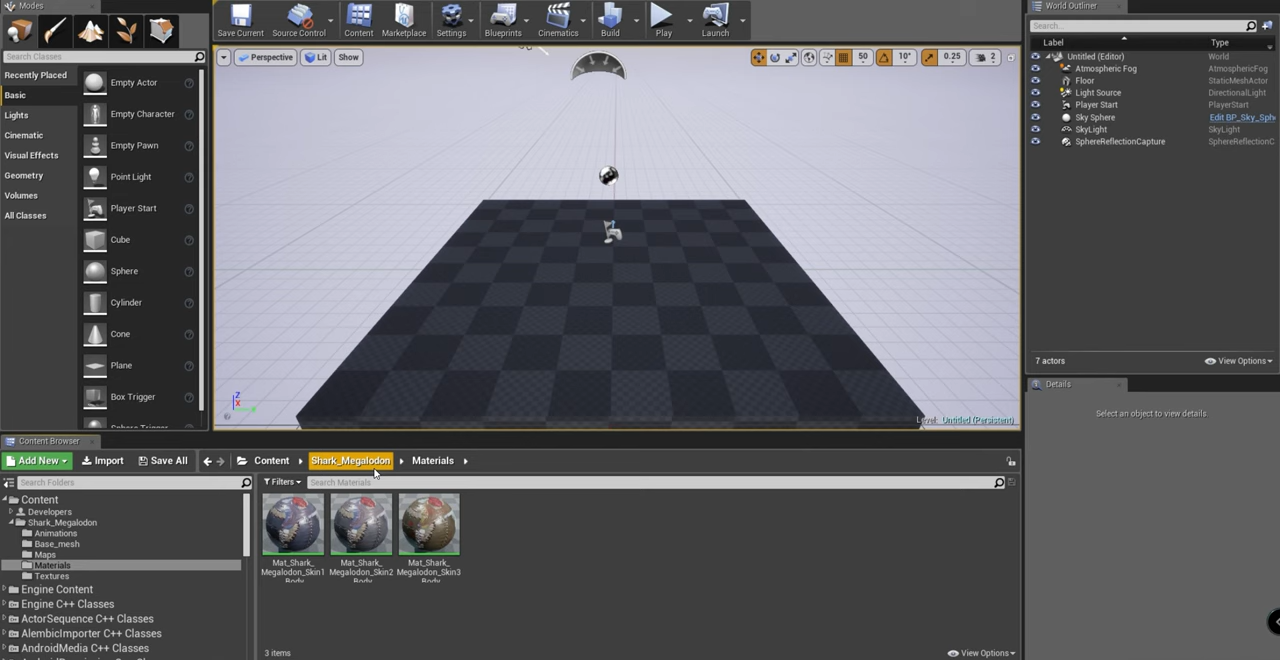 Modes
Save Current
Source Control
Content
Marketplace
Settings
Blueprints
Cinematics
Build
Play
Launch
Search Classes
Recently Placed
Basic
Lights
Cinematic
Visual Effects
Geometry
Volumes
All Classes
Empty Actor
Empty Character
Empty Pawn
Point Light
Player Start
Cube
Sphere
Cylinder
Cone
Plane
Box Trigger
Perspective
Lit
Show
50
10°
0.25
2
Z
X
Level: Untitled (Persistent)
World Outliner
Search...
Label Type
Untitled (Editor) World
Atmospheric Fog AtmosphericFog
Floor StaticMeshActor
Light Source DirectionalLight
Player Start PlayerStart
Sky Sphere Edit BP_Sky_Sph
SkyLight SkyLight
SphereReflectionCapture SphereReflectionC
7 actors View Options
Details
Select an object to view details.
Content Browser
Add New Import Save All Content Shark_Megalodon Materials
Search Folders
Filters Search Materials
Content
Developers
Shark_Megalodon
Animations
Base_mesh
Maps
Materials
Textures
Engine Content
Engine C++ Classes
ActorSequence C++ Classes
AlembicImporter C++ Classes
AndroidMedia C++ Classes
Mat_Shark_
Megalodon_Skin1
Body
Mat_Shark_
Megalodon_Skin2
Body
Mat_Shark_
Megalodon_Skin3
Body
3 items View Options